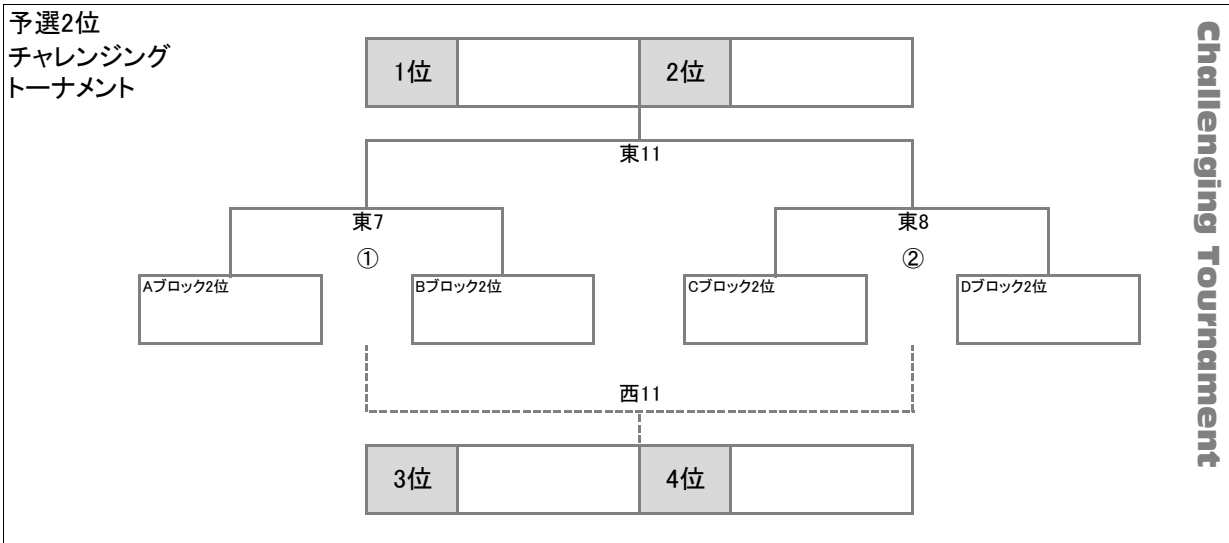 予選2位
チャレンジング
トーナメント
1位
2位
東11
東7
東8
①
②
Aブロック2位
Bブロック2位
Cブロック2位
Dブロック2位
西11
3位
4位
Challenging Tournament